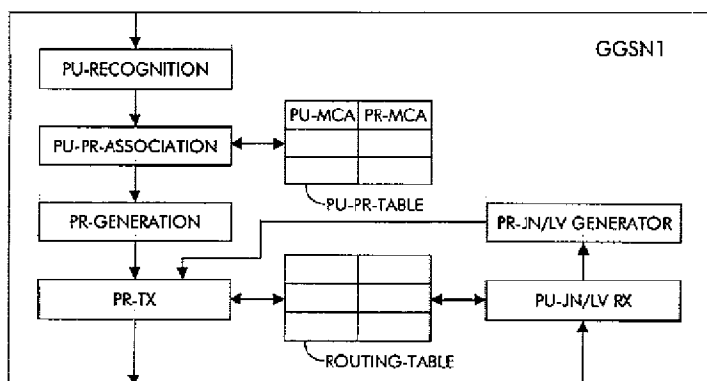 GGSN1
PU-RECOGNITION
PU-MCA PR-MCA
PU-PR-ASSOCIATION
PU-PR-TABLE
PR-GENERATION
PR-JN/LV GENERATOR
PR-TX
PU-JN/LV RX
ROUTING-TABLE